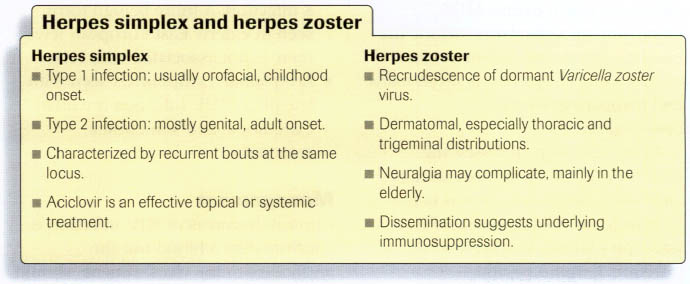 Herpes simplex and herpes zoster
Herpes simplex
■ Type 1 infection: usually orofacial, childhood
onset.
■ Type 2 infection: mostly genital, adult onset.
■ Characterized by recurrent bouts at the same
locus.
■ Aciclovir is an effective topical or systemic
treatment.
Herpes zoster
■ Recrudescence of dormant Varicella zoster
virus.
■ Dermatomal, especially thoracic and
trigeminal distributions.
■ Neuralgia may complicate, mainly in the
elderly.
■ Dissemination suggests underlying
immunosuppression.